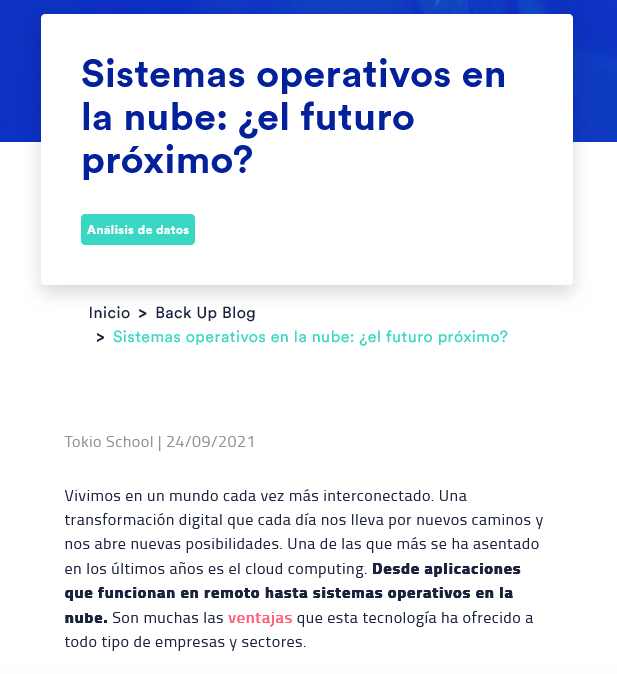 Sistemas operativos en
la nube: ¿el futuro
próximo?
Análisis de datos
Inicio > Back Up Blog
> Sistemas operativos en la nube: ¿el futuro próximo?
Tokio School | 24/09/2021
Vivimos en un mundo cada vez más interconectado. Una
transformación digital que cada día nos lleva por nuevos caminos y
nos abre nuevas posibilidades. Una de las que más se ha asentado
en los últimos años es el cloud computing. Desde aplicaciones
que funcionan en remoto hasta sistemas operativos en la
nube. Son muchas las ventajas que esta tecnología ha ofrecido a
todo tipo de empresas y sectores.